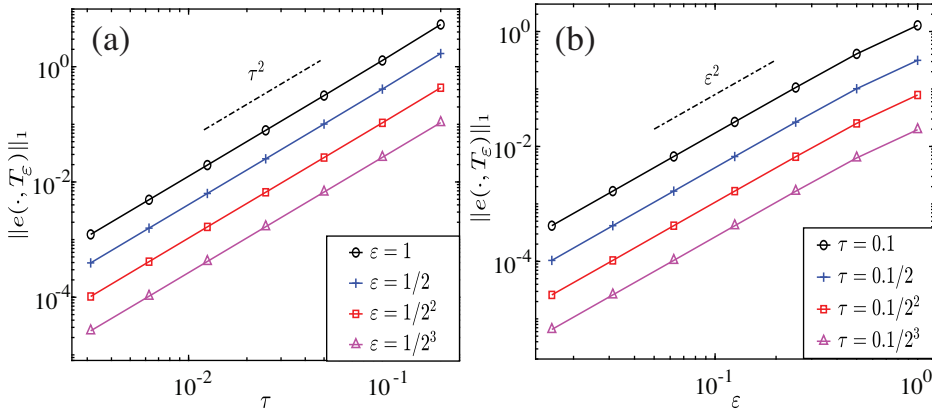 (a)
τ²
10⁰
10⁻²
10⁻⁴
||e(·, T_ε)||₁
10⁻²
10⁻¹
τ
ε = 1
ε = 1/2
ε = 1/2²
ε = 1/2³
(b)
ε²
10⁰
10⁻²
10⁻⁴
||e(·, T_ε)||₁
10⁻¹
10⁰
ε
τ = 0.1
τ = 0.1/2
τ = 0.1/2²
τ = 0.1/2³